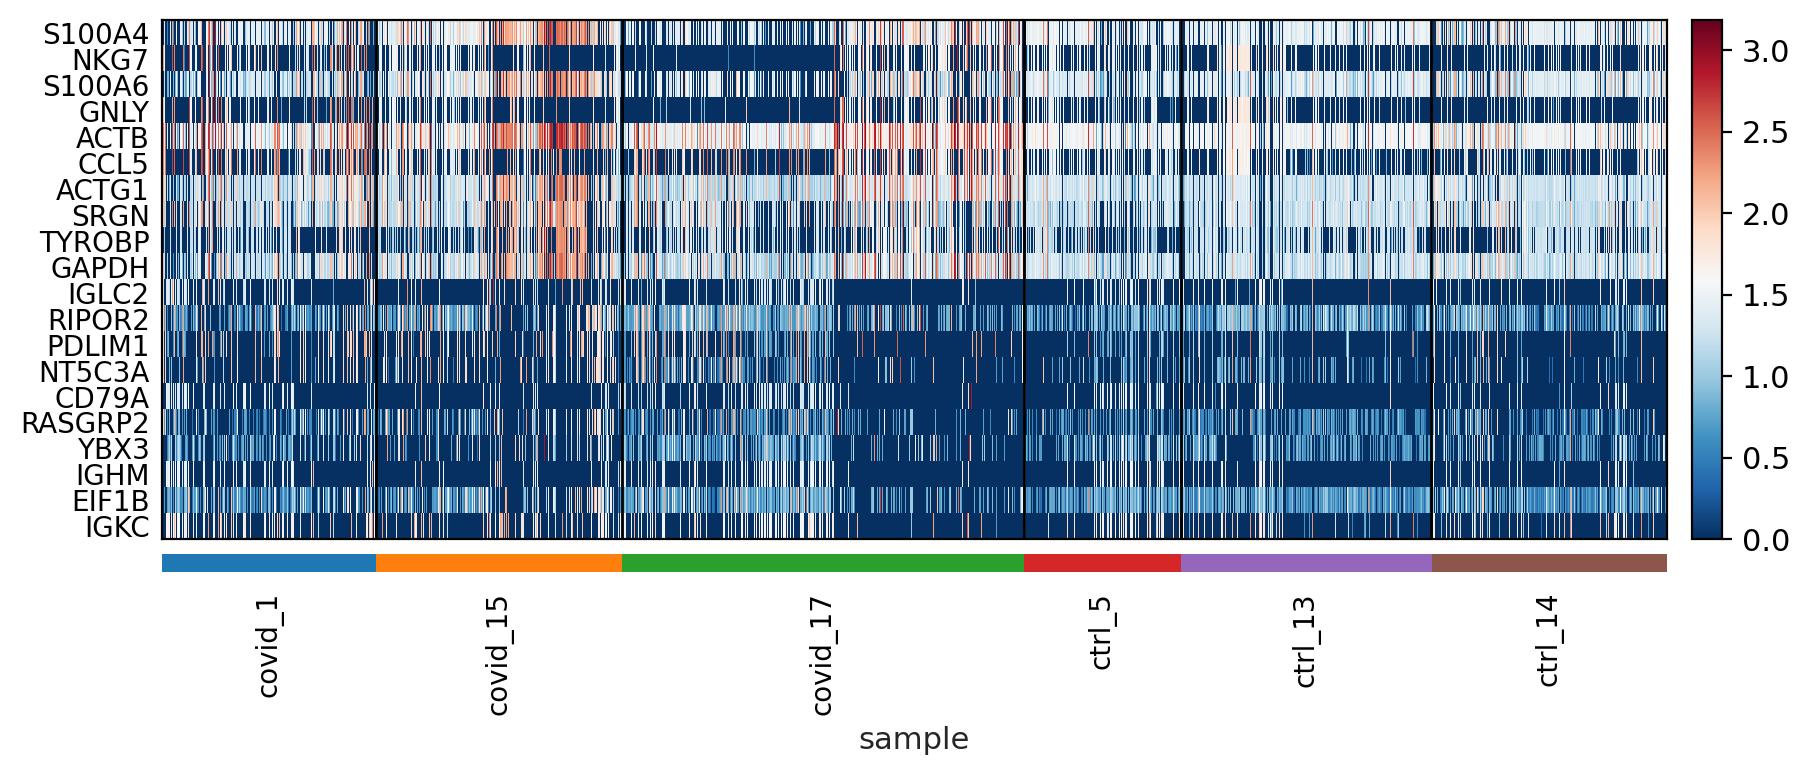 S100A4
NKG7
S100A6
GNLY
ACTB
CCL5
ACTG1
SRGN
TYROBP
GAPDH
IGLC2
RIPOR2
PDLIM1
NT5C3A
CD79A
RASGRP2
YBX3
IGHM
EIF1B
IGKC
3.0
2.5
2.0
1.5
1.0
0.5
0.0
covid_1
covid_15
covid_17
ctrl_5
ctrl_13
ctrl_14
sample